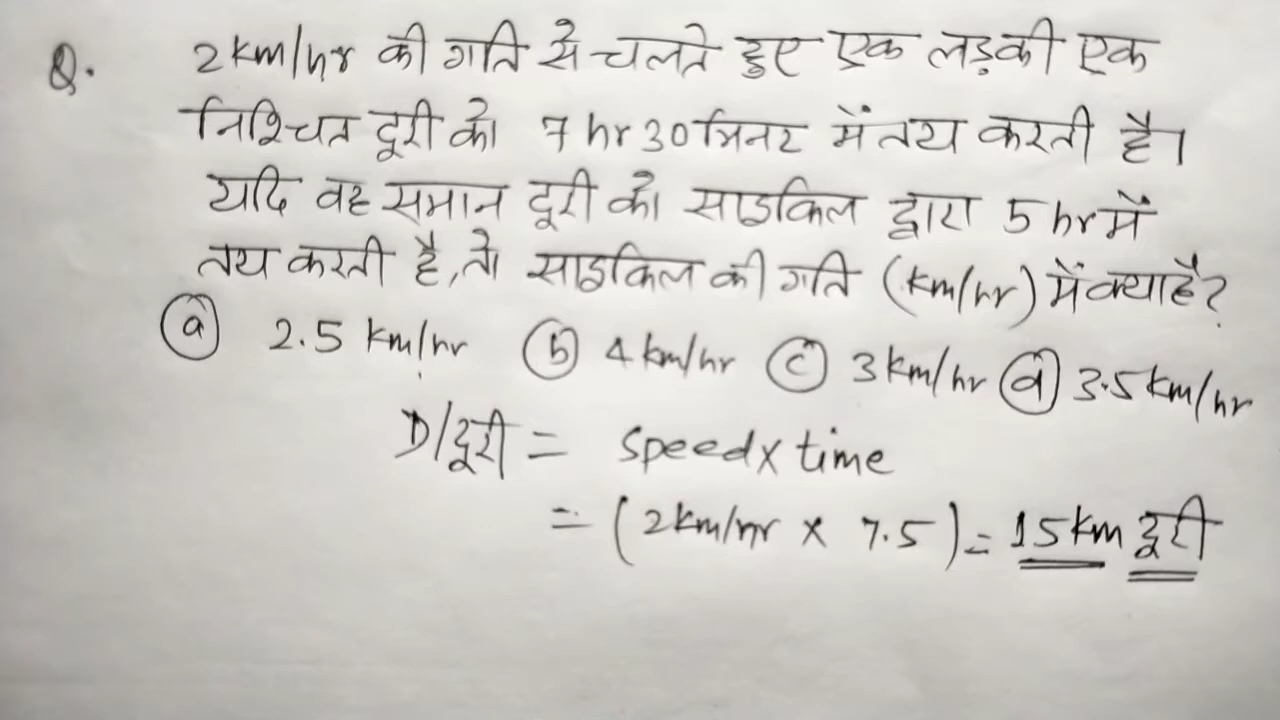 Q. 2km/hr की गति से चलते हुए एक लड़की एक
निश्चित दूरी को 7 hr 30 मिनट में तय करती है।
यदि वह समान दूरी को साइकिल द्वारा 5 hr में
तय करती है, तो साइकिल की गति (km/hr) में क्या है?
(a) 2.5 km/hr (b) 4 km/hr (c) 3 km/hr (d) 3.5 km/hr
D/दूरी = speed x time
= (2km/hr x 7.5) = 15 km दूरी